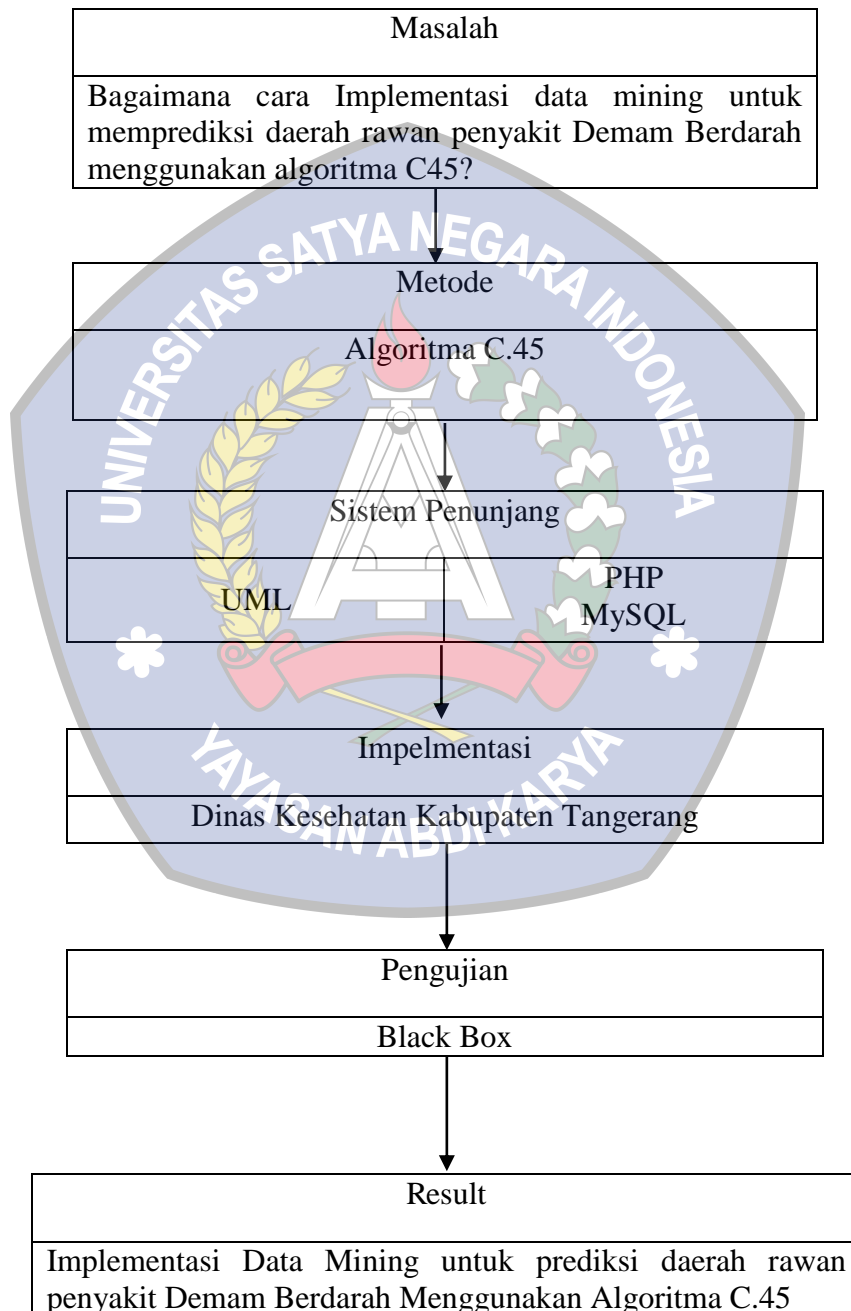 Masalah
Bagaimana cara Implementasi data mining untuk
memprediksi daerah rawan penyakit Demam Berdarah
menggunakan algoritma C45?
UNIVERSITAS SATYA NEGARA INDONESIA
Metode
Algoritma C.45
Sistem Penunjang
UML
PHP
MySQL
Impelmentasi
Dinas Kesehatan Kabupaten Tangerang
YAYASAN ABDI KARYA
Pengujian
Black Box
Result
Implementasi Data Mining untuk prediksi daerah rawan
penyakit Demam Berdarah Menggunakan Algoritma C.45